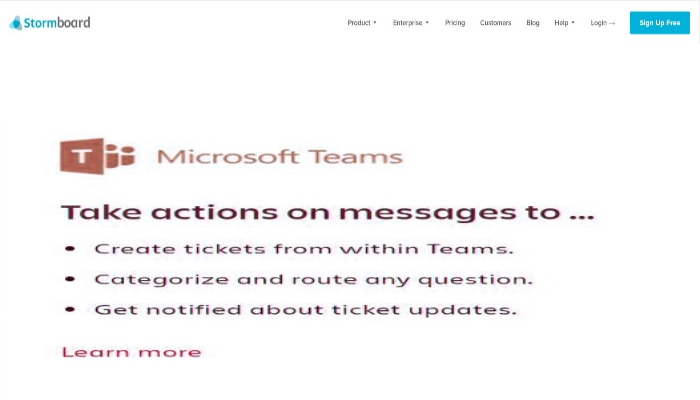 Stormboard
Product Enterprise Pricing Customers Blog Help Login → Sign Up Free
T
Microsoft Teams
Take actions on messages to ...
• Create tickets from within Teams.
• Categorize and route any question.
• Get notified about ticket updates.
Learn more